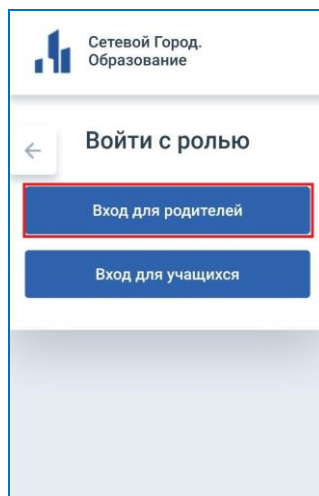 Сетевой Город.
Образование
Войти с ролью
Вход для родителей
Вход для учащихся